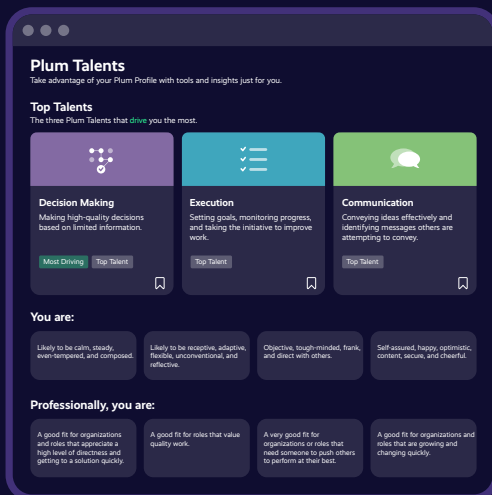 Plum Talents
Take advantage of your Plum Profile with tools and insights just for you.
Top Talents
The three Plum Talents that drive you the most.
Decision Making
Making high-quality decisions
based on limited information.
Most Driving
Top Talent
Execution
Setting goals, monitoring progress,
and taking the initiative to improve
work.
Top Talent
Communication
Conveying ideas effectively and
identifying messages others are
attempting to convey.
Top Talent
You are:
Likely to be calm, steady,
even-tempered, and composed.
Likely to be receptive, adaptive,
flexible, unconventional, and
reflective.
Objective, tough-minded, frank,
and direct with others.
Self-assured, happy, optimistic,
content, secure, and cheerful.
Professionally, you are:
A good fit for organizations
and roles that appreciate a
high level of directness and
getting to a solution quickly.
A good fit for roles that value
quality work.
A very good fit for
organizations or roles that
need someone to push others
to perform at their best.
A good fit for organizations and
roles that are growing and
changing quickly.